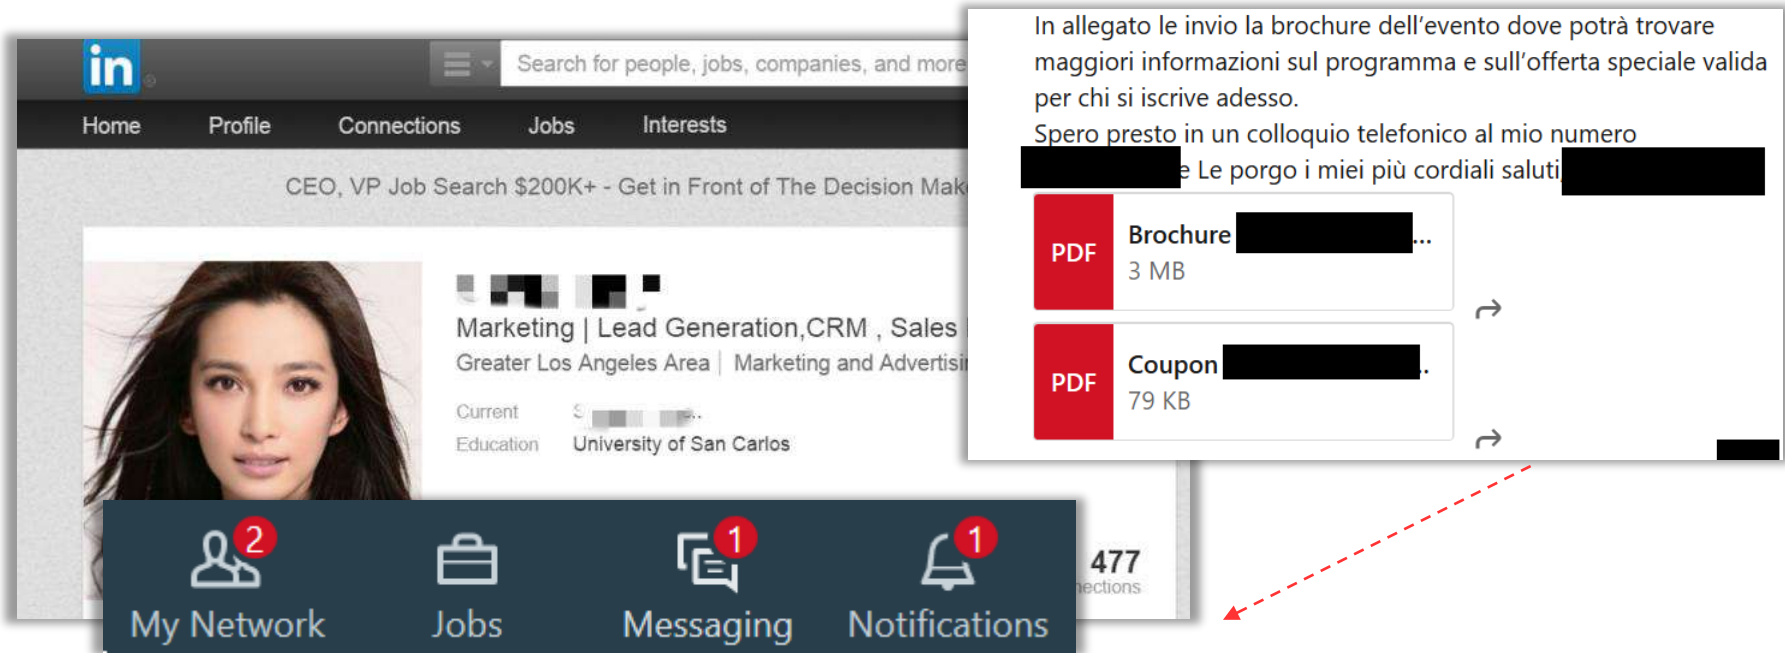 in
Search for people, jobs, companies, and more
Home Profile Connections Jobs Interests
CEO, VP Job Search $200K+ - Get in Front of The Decision
Marketing | Lead Generation,CRM , Sales
Greater Los Angeles Area | Marketing and
Current
Education University of San Carlos
477
In allegato le invio la brochure dell'evento dove potrà trovare
maggiori informazioni sul programma e sull'offerta speciale valida
per chi si iscrive adesso.
Spero presto in un colloquio telefonico al mio numero
e Le porgo i miei più cordiali saluti,
PDF
Brochure ...
3 MB
PDF
Coupon
79 KB
2 1 1
My Network Jobs Messaging Notifications